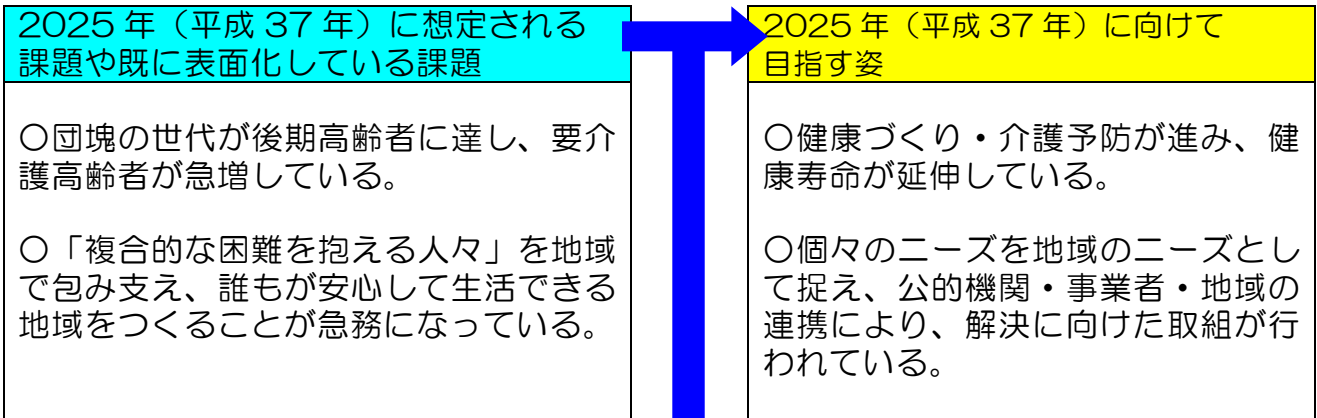 2025年（平成37年）に想定される
課題や既に表面化している課題
〇団塊の世代が後期高齢者に達し、要介
護高齢者が急増している。
〇「複合的な困難を抱える人々」を地域
で包み支え、誰もが安心して生活できる
地域をつくることが急務になっている。
2025年（平成37年）に向けて
目指す姿
〇健康づくり・介護予防が進み、健
康寿命が延伸している。
〇個々のニーズを地域のニーズとし
て捉え、公的機関・事業者・地域の
連携により、解決に向けた取組が行
われている。